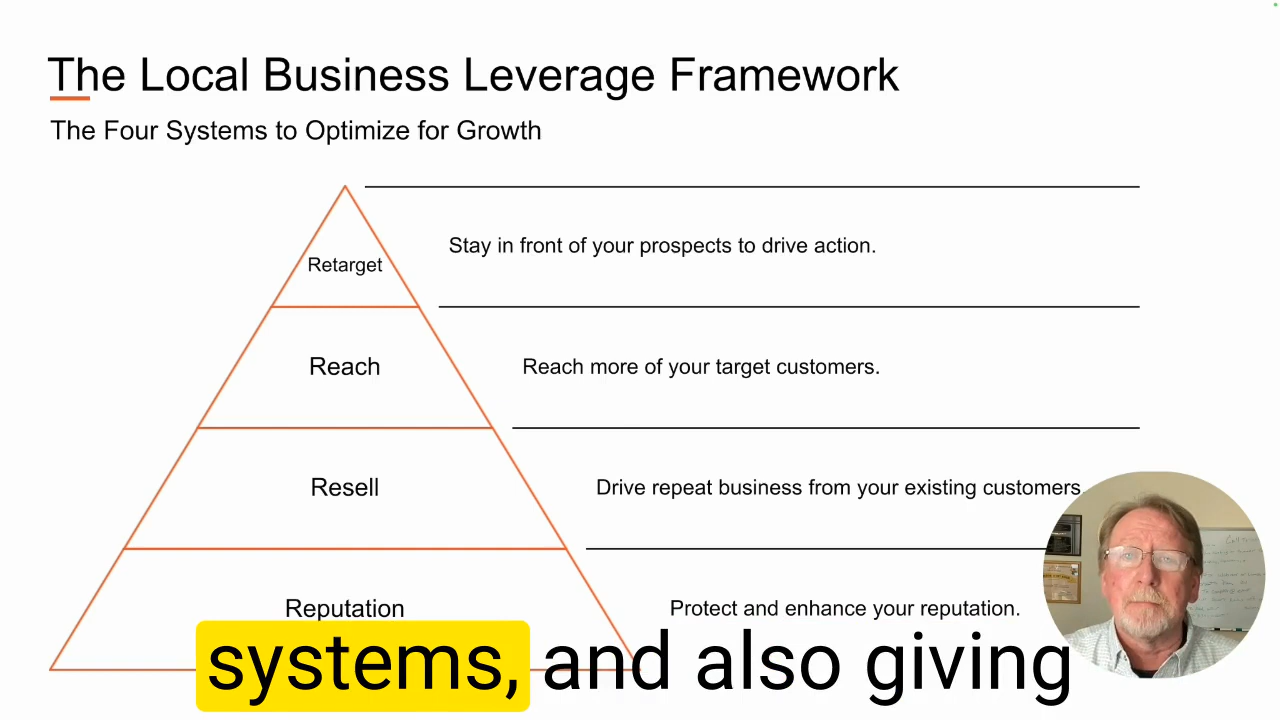 The Local Business Leverage Framework
The Four Systems to Optimize for Growth
Retarget
Stay in front of your prospects to drive action.
Reach
Reach more of your target customers.
Resell
Drive repeat business from your existing customers.
Reputation
Protect and enhance your reputation.
systems, and also giving